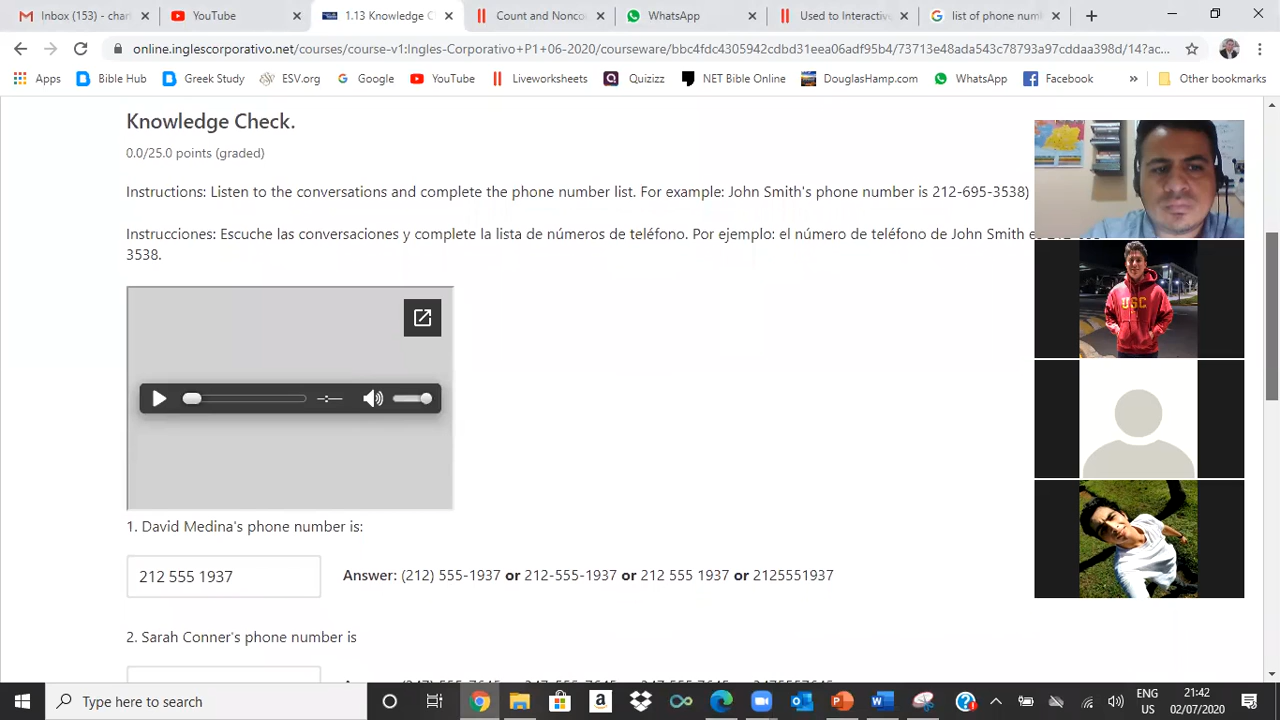 Inbox (153) - cham
YouTube
1.13 Knowledge C
Count and Nonco
WhatsApp
Used to Interactive
list of phone num
online.inglescorporativo.net/courses/course-v1:Ingles-Corporativo+P1+06-2020/courseware/bbc4fdc4305f42cdbd31eea06adf95b4/73713e48ada543c78793a97cddaa398d/14?ac...
Apps
Bible Hub
Greek Study
ESV.org
Google
YouTube
Liveworksheets
Quizizz
NET Bible Online
DouglasHamp.com
WhatsApp
Facebook
»
Other bookmarks
Knowledge Check.
0.0/25.0 points (graded)
Instructions: Listen to the conversations and complete the phone number list. For example: John Smith's phone number is 212-695-3538)
Instrucciones: Escuche las conversaciones y complete la lista de números de teléfono. Por ejemplo: el número de teléfono de John Smith
3538.
USC
1. David Medina's phone number is:
212 555 1937
Answer: (212) 555-1937 or 212-555-1937 or 212 555 1937 or 2125551937
2. Sarah Conner's phone number is
Type here to search
ENG
US
21:42
02/07/2020